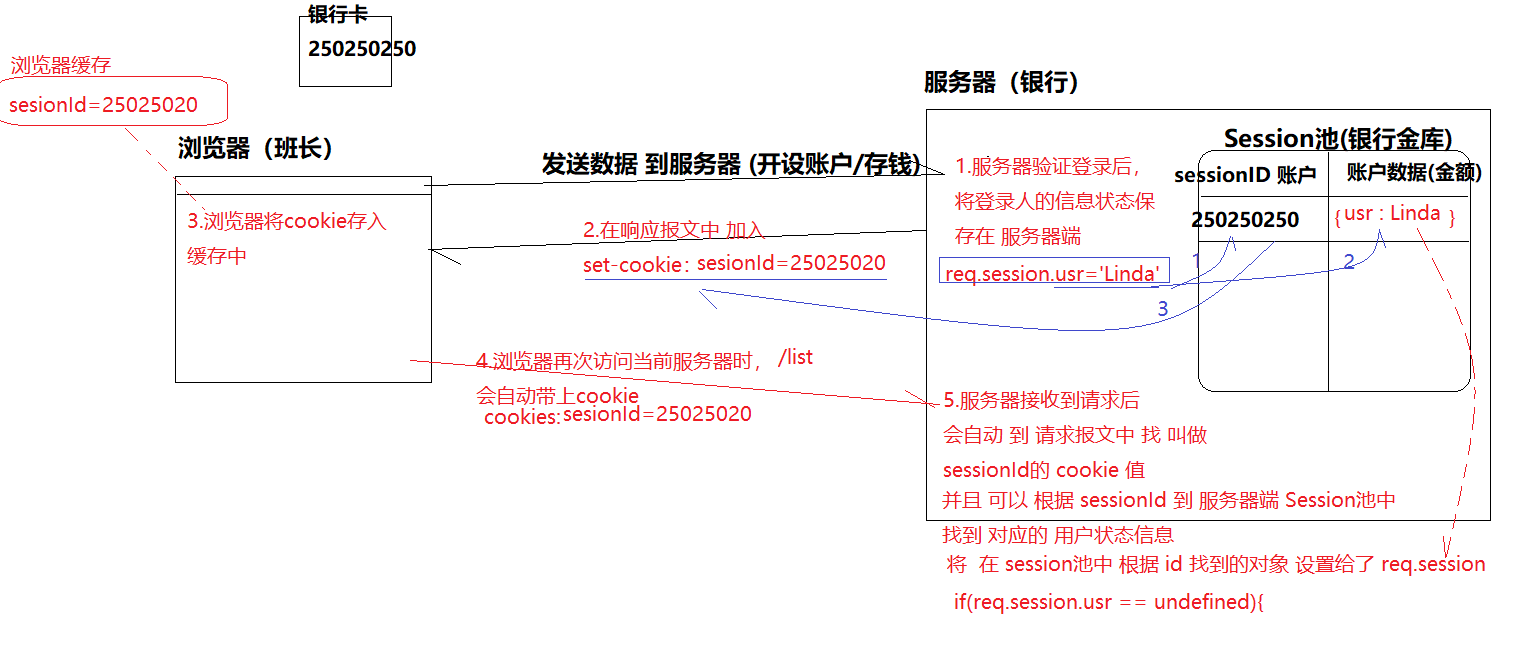 银行卡
250250250
浏览器缓存
sesionId=25025020
浏览器（班长）
3.浏览器将cookie存入
缓存中
发送数据 到服务器 (开设账户/存钱)
2.在响应报文中 加入
set-cookie: sesionId=25025020
4.浏览器再次访问当前服务器时， /list
会自动带上cookie
cookies:sesionId=25025020
服务器（银行）
1.服务器验证登录后，
将登录人的信息状态保
存在 服务器端
req.session.usr='Linda'
Session池(银行金库)
sessionID 账户 账户数据(金额)
250250250 {usr : Linda }
1
2
3
5.服务器接收到请求后
会自动 到 请求报文中 找 叫做
sessionId的 cookie 值
并且 可以 根据 sessionId 到 服务器端 Session池中
找到 对应的 用户状态信息
将 在 session池中 根据 id 找到的对象 设置给了 req.session
if(req.session.usr == undefined){